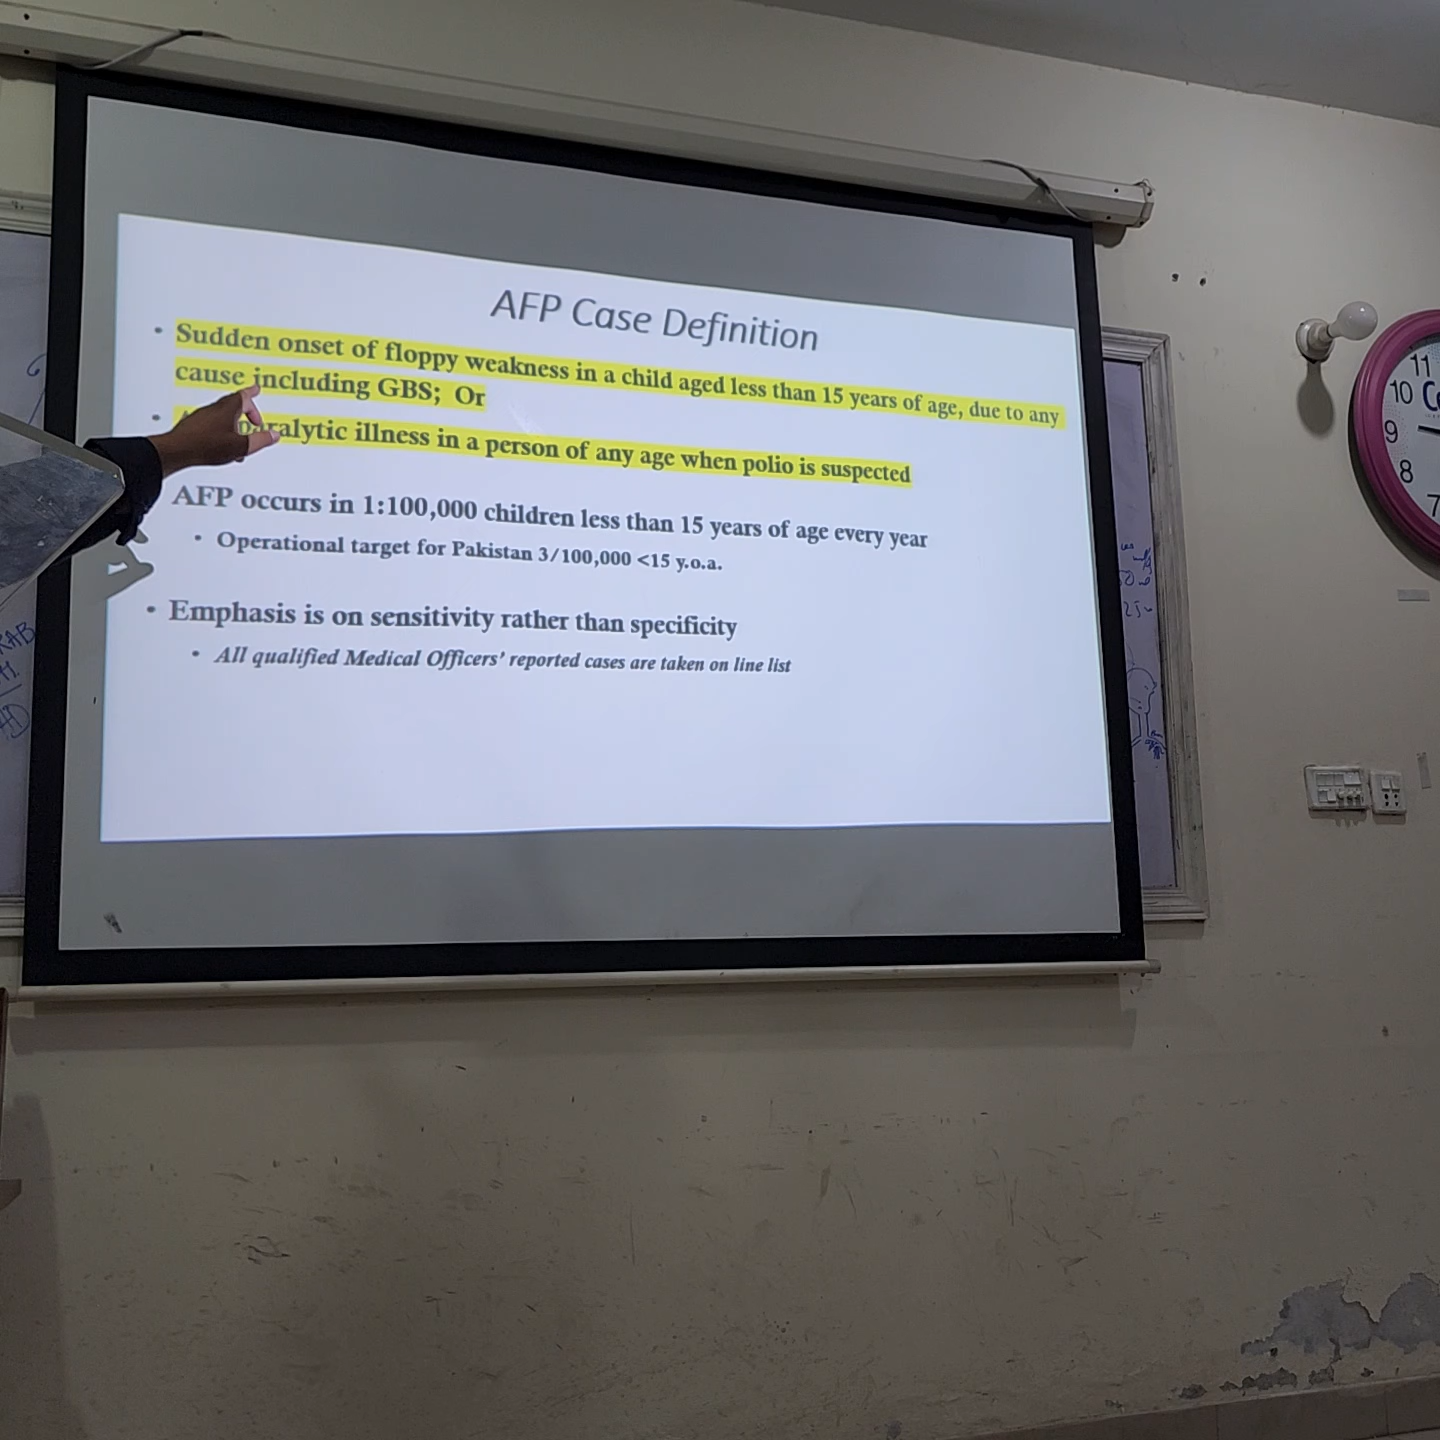 AFP Case Definition
• Sudden onset of floppy weakness in a child aged less than 15 years of age, due to any
cause including GBS; Or
• paralytic illness in a person of any age when polio is suspected
AFP occurs in 1:100,000 children less than 15 years of age every year
• Operational target for Pakistan 3/100,000 <15 y.o.a.
• Emphasis is on sensitivity rather than specificity
• All qualified Medical Officers' reported cases are taken on line list
11
10
9
8
7